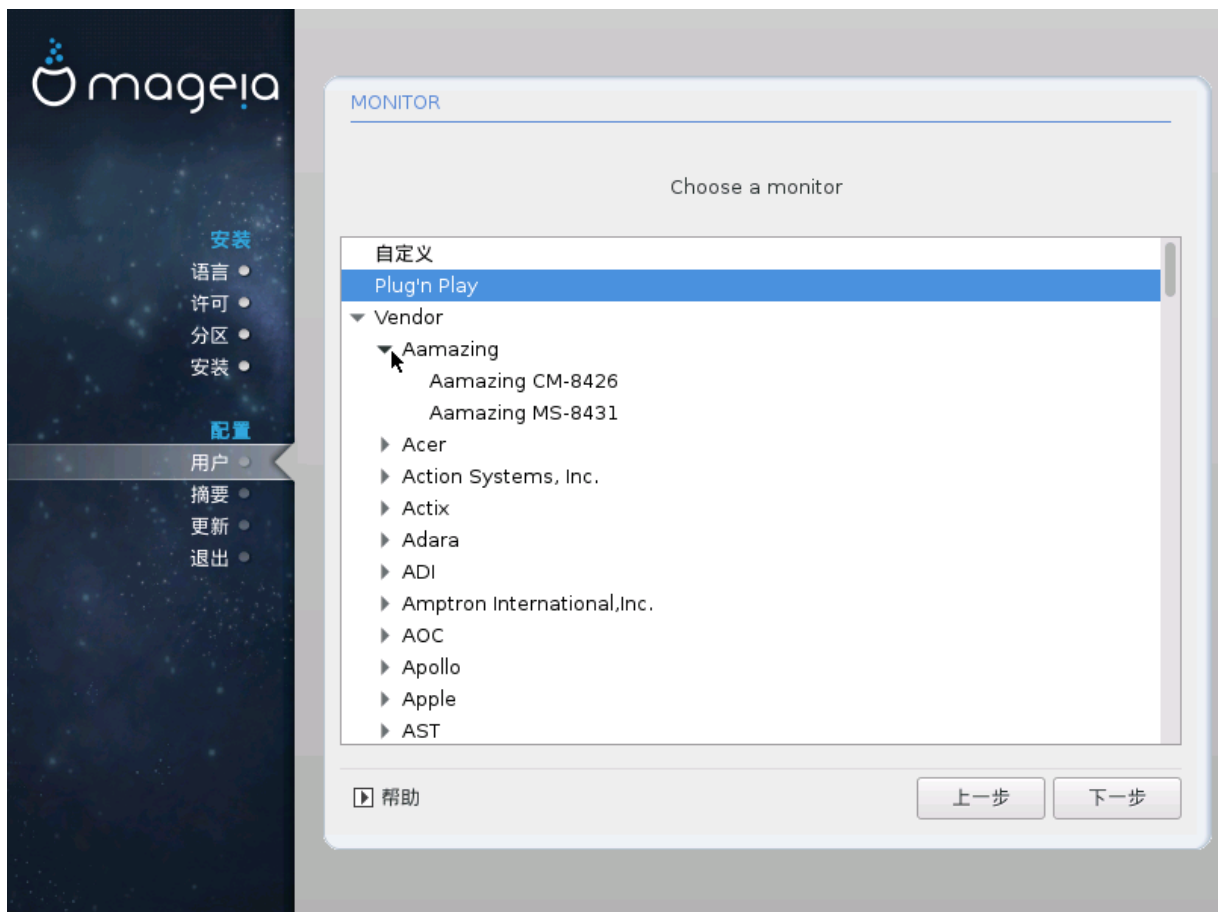 mageia
安装
语言
许可
分区
安装
配置
用户
摘要
更新
退出
MONITOR
Choose a monitor
自定义
Plug'n Play
Vendor
Aamazing
Aamazing CM-8426
Aamazing MS-8431
Acer
Action Systems, Inc.
Actix
Adara
ADI
Amptron International,Inc.
AOC
Apollo
Apple
AST
帮助
上一步
下一步